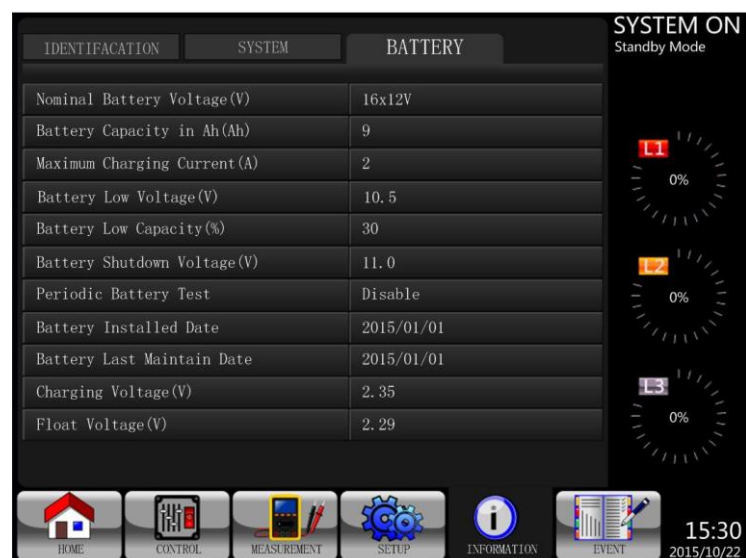 SYSTEM ON
Standby Mode
IDENTIFACATION SYSTEM BATTERY
Nominal Battery Voltage(V) 16x12V
Battery Capacity in Ah(Ah) 9
Maximum Charging Current(A) 2
Battery Low Voltage(V) 10.5
Battery Low Capacity(%) 30
Battery Shutdown Voltage(V) 11.0
Periodic Battery Test Disable
Battery Installed Date 2015/01/01
Battery Last Maintain Date 2015/01/01
Charging Voltage(V) 2.35
Float Voltage(V) 2.29
L1
0%
L2
0%
L3
0%
HOME CONTROL MEASUREMENT SETUP INFORMATION EVENT
15:30
2015/10/22